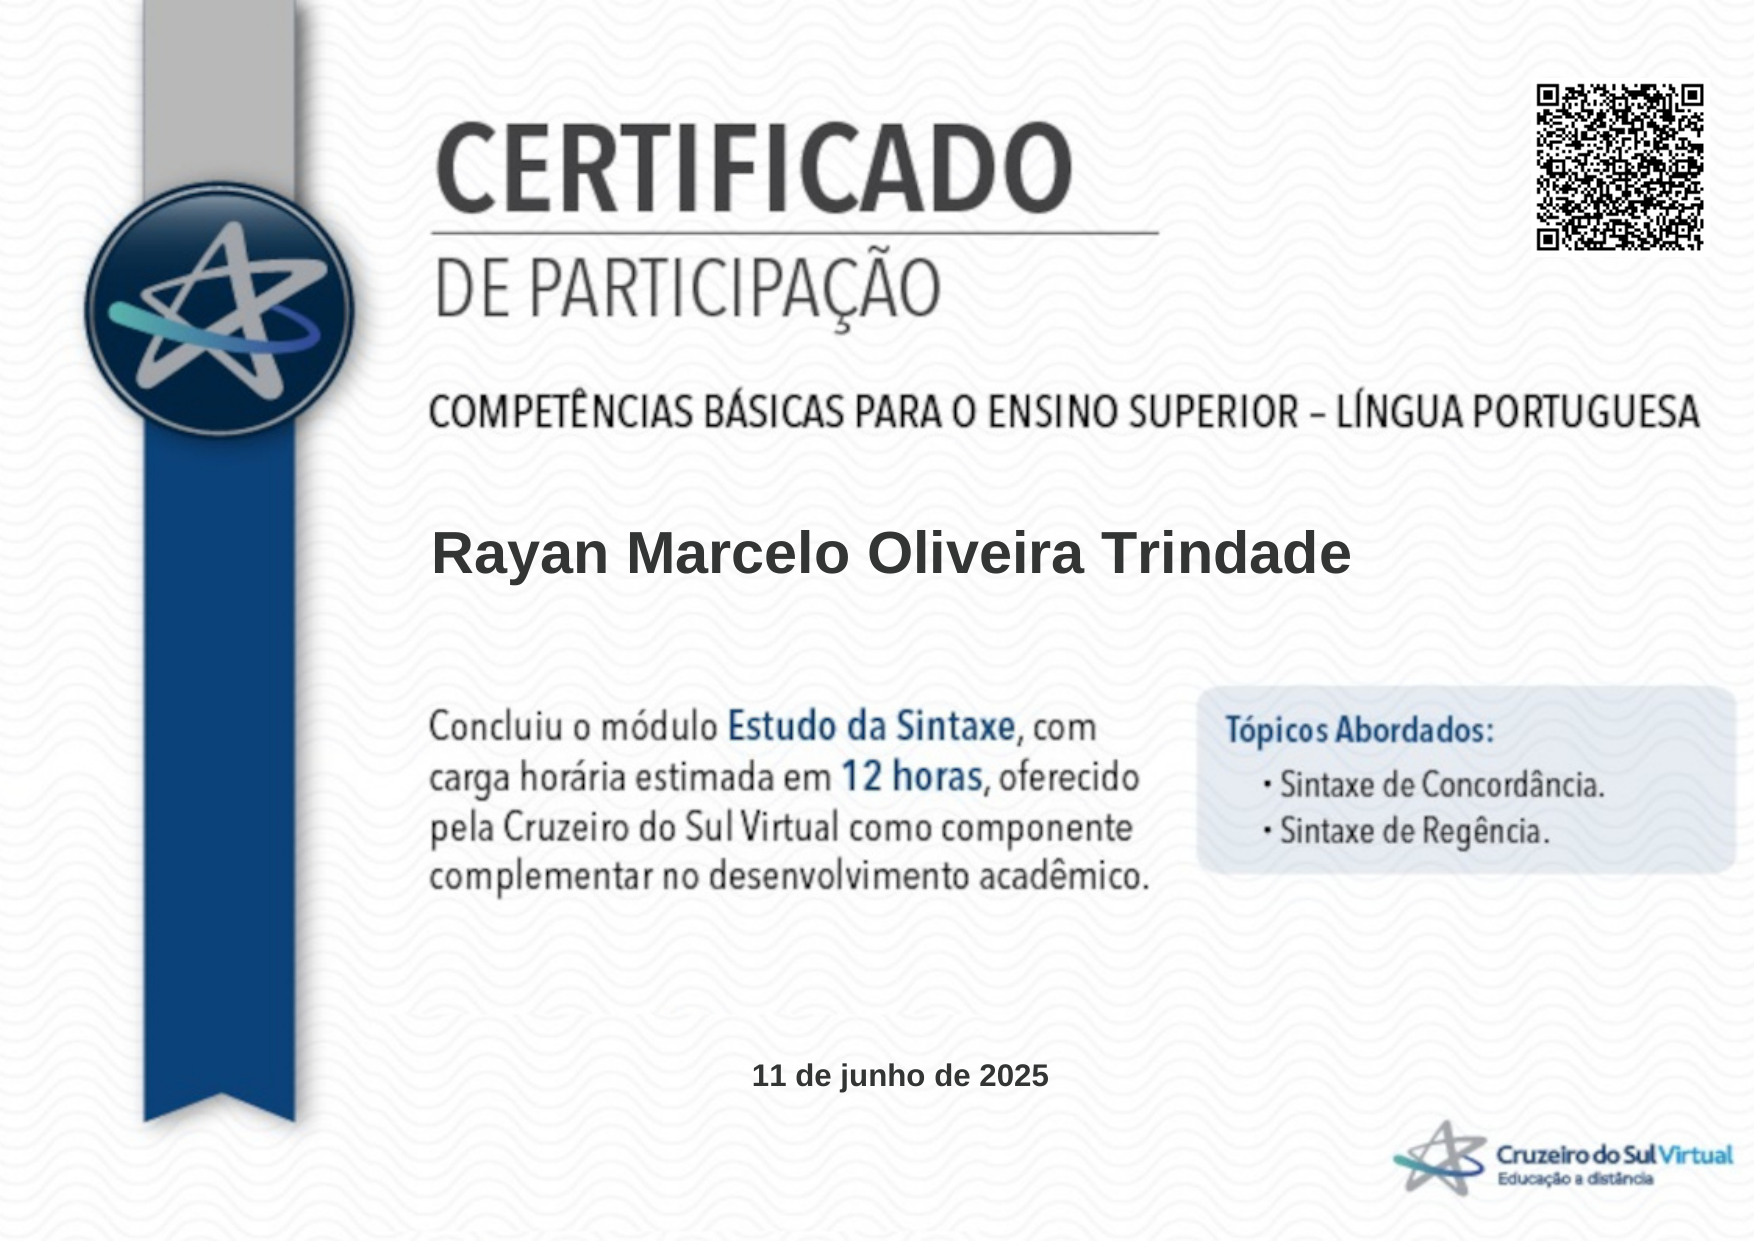 CERTIFICADO
DE PARTICIPAÇÃO
COMPETÊNCIAS BÁSICAS PARA O ENSINO SUPERIOR – LÍNGUA PORTUGUESA
Rayan Marcelo Oliveira Trindade
Concluiu o módulo Estudo da Sintaxe, com
carga horária estimada em 12 horas, oferecido
pela Cruzeiro do Sul Virtual como componente
complementar no desenvolvimento acadêmico.
Tópicos Abordados:
• Sintaxe de Concordância.
• Sintaxe de Regência.
11 de junho de 2025
Cruzeiro do Sul Virtual
Educação a distância